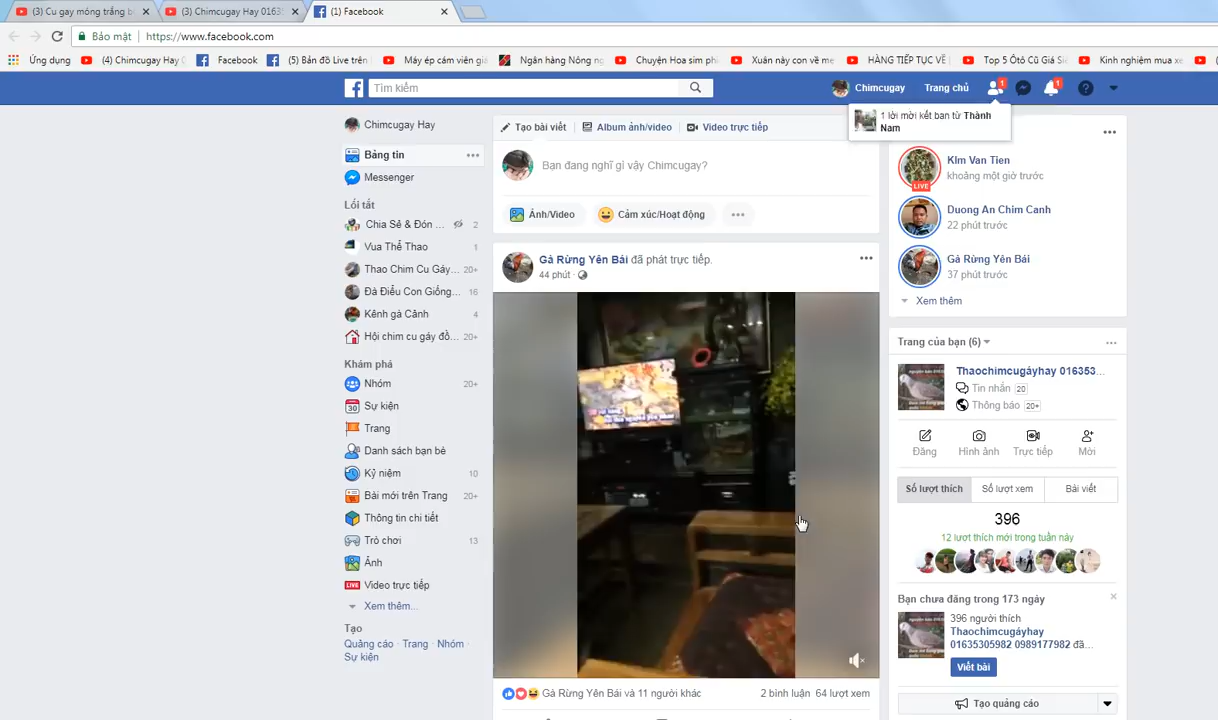 (3) Cu gay móng trắng b
(3) Chimcugay Hay 0163
(1) Facebook
Bảo mật
https://www.facebook.com
Ứng dụng
(4) Chimcugay Hay
Facebook
(5) Bản đồ Live trên
Máy ép cám viên gi
Ngân hàng Nông n
Chuyện Hoa sim ph
Xuân này con về m
HÀNG TIẾP TỤC VỀ
Top 5 Ôtô Cũ Giá
Kinh nghiệm mua x
Tìm kiếm
Chimcugay
Trang chủ
1
1
1 lời mời kết bạn từ Thành
Nam
Chimcugay Hay
Bảng tin
Messenger
Lối tắt
Chia Sẻ & Đón ... 2
Vua Thể Thao 1
Thao Chim Cu Gáy... 20+
Đà Điểu Con Giống... 16
Kênh gà Cảnh
Hội chim cu gáy đồ... 20+
Khám phá
Nhóm 20+
Sự kiện
Trang
Danh sách bạn bè
Kỷ niệm 10
Bài mới trên Trang 20+
Thông tin chi tiết
Trò chơi 13
Ảnh
LIVE Video trực tiếp
Xem thêm...
Tạo
Quảng cáo · Trang · Nhóm ·
Sự kiện
Tạo bài viết
Album ảnh/video
Video trực tiếp
Bạn đang nghĩ gì vậy Chimcugay?
Ảnh/Video
Cảm xúc/Hoạt động
Gà Rừng Yên Bái đã phát trực tiếp.
44 phút ·
Gà Rừng Yên Bái và 11 người khác
2 bình luận 64 lượt xem
KIm Van Tien
khoảng một giờ trước
LIVE
Duong An Chim Canh
22 phút trước
Gà Rừng Yên Bái
37 phút trước
Xem thêm
Trang của bạn (6)
Thaochimcugáyhay 016353...
Tin nhắn 20
Thông báo 20+
Đăng
Hình ảnh
Trực tiếp
Mời
Số lượt thích
Số lượt xem
Bài viết
396
12 lượt thích mới trong tuần này
Bạn chưa đăng trong 173 ngày
396 người thích
Thaochimcugáyhay
01635305982 0989177982 đã...
Viết bài
Tạo quảng cáo